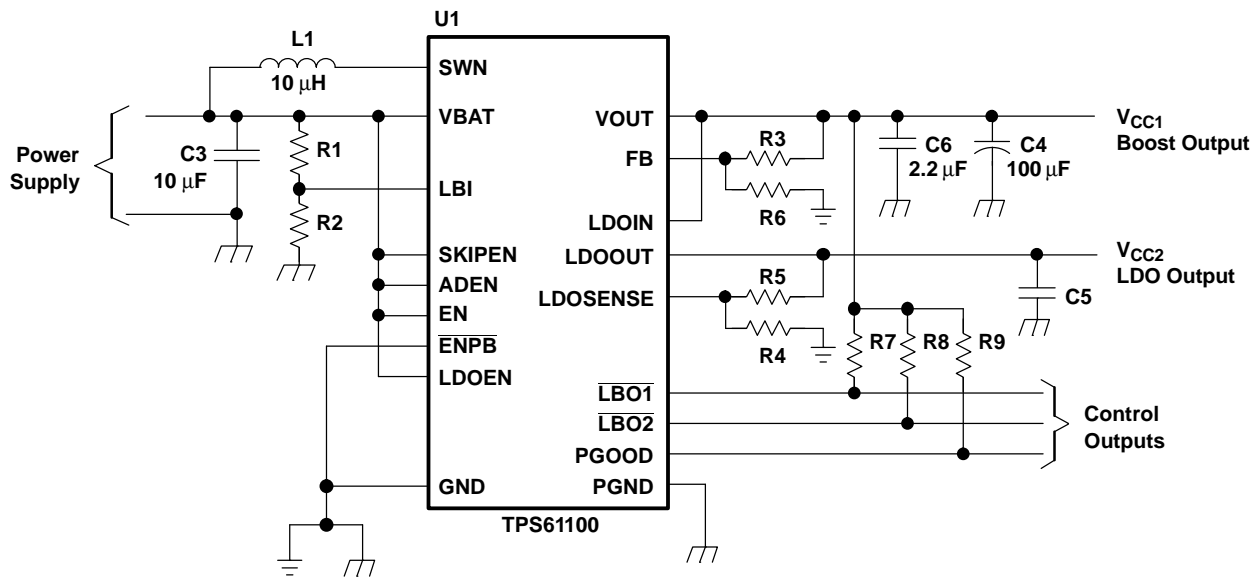 U1
L1
10 μH
SWN
VBAT
Power
Supply
C3
10 μF
R1
LBI
R2
SKIPEN
ADEN
EN
ENPB
LDOEN
GND
VOUT
FB
LDOIN
LDOOUT
LDOSENSE
LBO1
LBO2
PGOOD
PGND
TPS61100
R3
R6
C6
2.2 μF
C4
100 μF
VCC1
Boost Output
R5
R4
C5
VCC2
LDO Output
R7
R8
R9
Control
Outputs